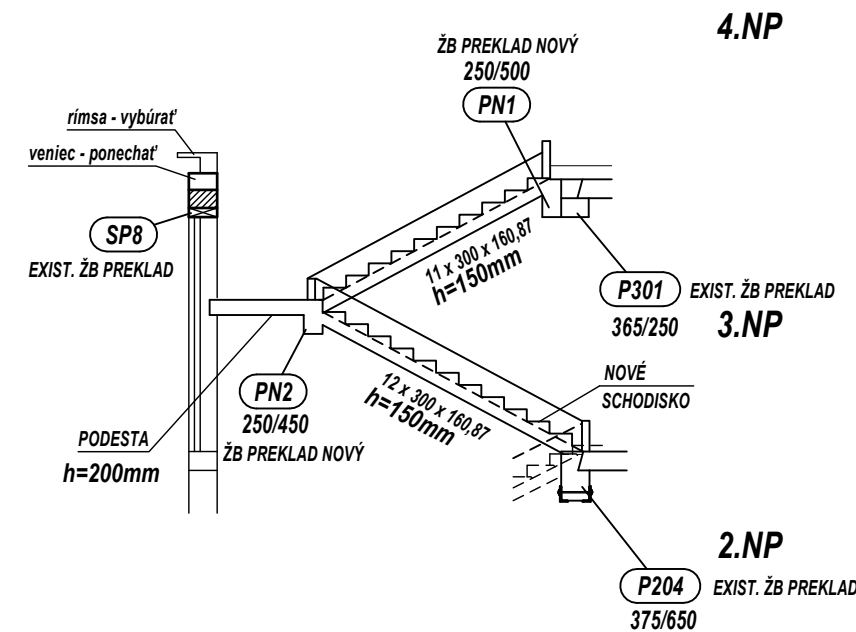 4.NP
ŽB PREKLAD NOVÝ
250/500
PN1
rímsa - vybúrať
veniec - ponechať
SP8
EXIST. ŽB PREKLAD
11 x 300 x 160,87
h=150mm
P301
EXIST. ŽB PREKLAD
365/250
3.NP
PN2
250/450
ŽB PREKLAD NOVÝ
12 x 300 x 160,87
h=150mm
NOVÉ
SCHODISKO
PODESTA
h=200mm
2.NP
P204
EXIST. ŽB PREKLAD
375/650